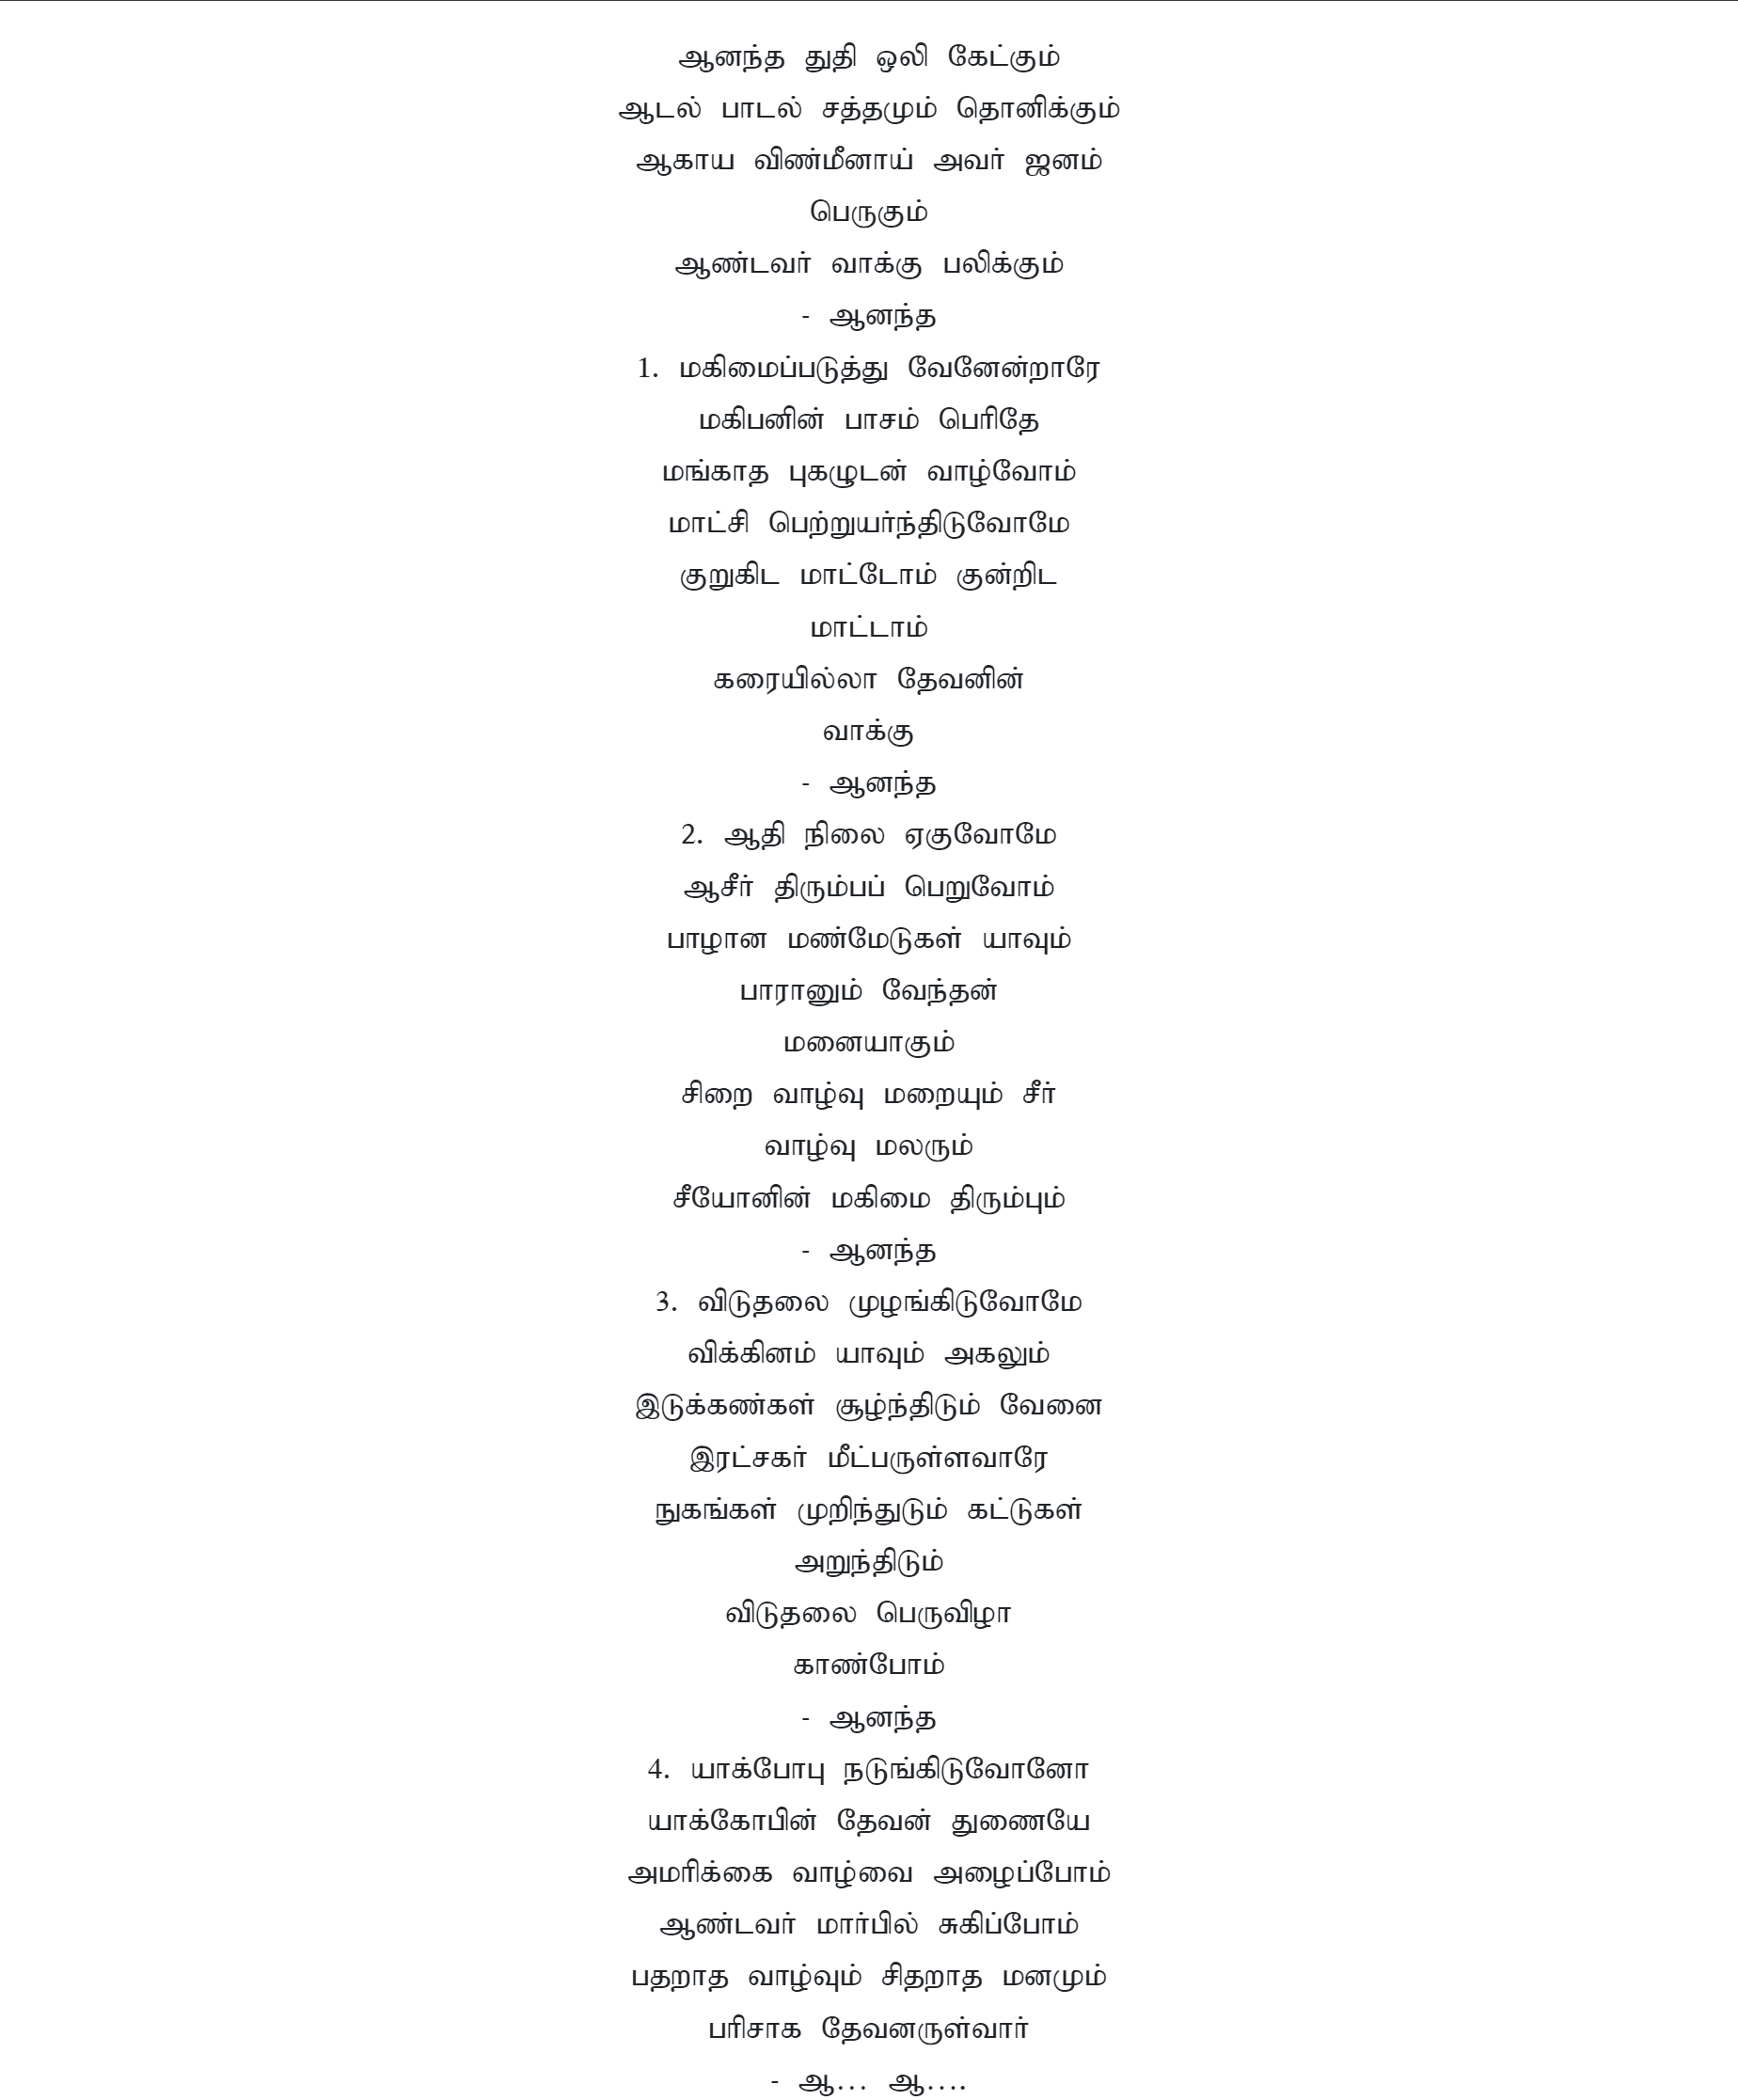 ஆனந்த துதி ஒலி கேட்கும்
ஆடல் பாடல் சத்தமும் தொனிக்கும்
ஆகாய விண்மீனாய் அவர் ஜனம்
பெருகும்
ஆண்டவர் வாக்கு பலிக்கும்
- ஆனந்த
1. மகிமைப்படுத்து வேனேன்றாரே
மகிபனின் பாசம் பெரிதே
மங்காத புகழுடன் வாழ்வோம்
மாட்சி பெற்றுயர்ந்திடுவோமே
குறுகிட மாட்டோம் குன்றிட
மாட்டாம்
கரையில்லா தேவனின்
வாக்கு
- ஆனந்த
2. ஆதி நிலை ஏகுவோமே
ஆசீர் திரும்பப் பெறுவோம்
பாழான மண்மேடுகள் யாவும்
பாரானும் வேந்தன்
மனையாகும்
சிறை வாழ்வு மறையும் சீர்
வாழ்வு மலரும்
சீயோனின் மகிமை திரும்பும்
- ஆனந்த
3. விடுதலை முழங்கிடுவோமே
விக்கினம் யாவும் அகலும்
இடுக்கண்கள் சூழ்ந்திடும் வேனை
இரட்சகர் மீட்பருள்ளவாரே
நுகங்கள் முறிந்துடும் கட்டுகள்
அறுந்திடும்
விடுதலை பெருவிழா
காண்போம்
- ஆனந்த
4. யாக்போபு நடுங்கிடுவோனோ
யாக்கோபின் தேவன் துணையே
அமரிக்கை வாழ்வை அழைப்போம்
ஆண்டவர் மார்பில் சுகிப்போம்
பதறாத வாழ்வும் சிதறாத மனமும்
பரிசாக தேவனருள்வார்
- ஆ... ஆ....